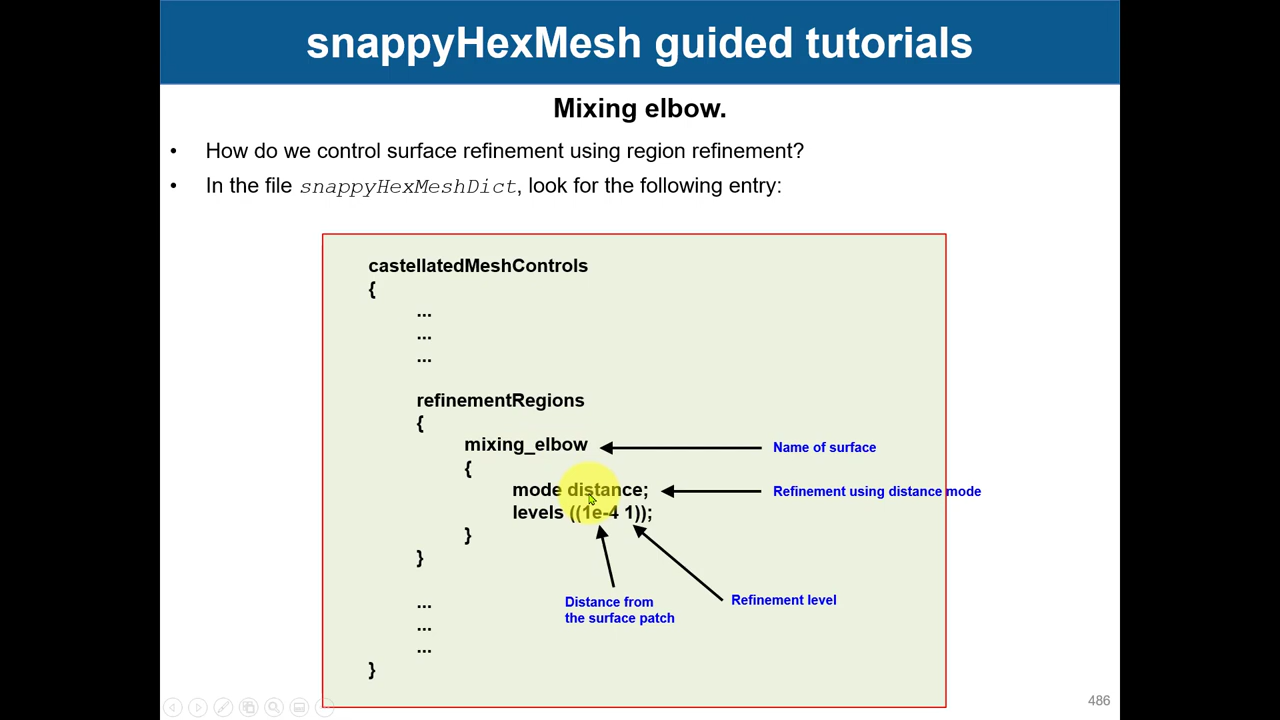 snappyHexMesh guided tutorials
Mixing elbow.
• How do we control surface refinement using region refinement?
• In the file snappyHexMeshDict, look for the following entry:
castellatedMeshControls
{
...
...
...
refinementRegions
{
mixing_elbow
Name of surface
{
mode distance;
Refinement using distance mode
levels ((1e-4 1));
}
}
Distance from
the surface patch
Refinement level
...
...
...
}
486